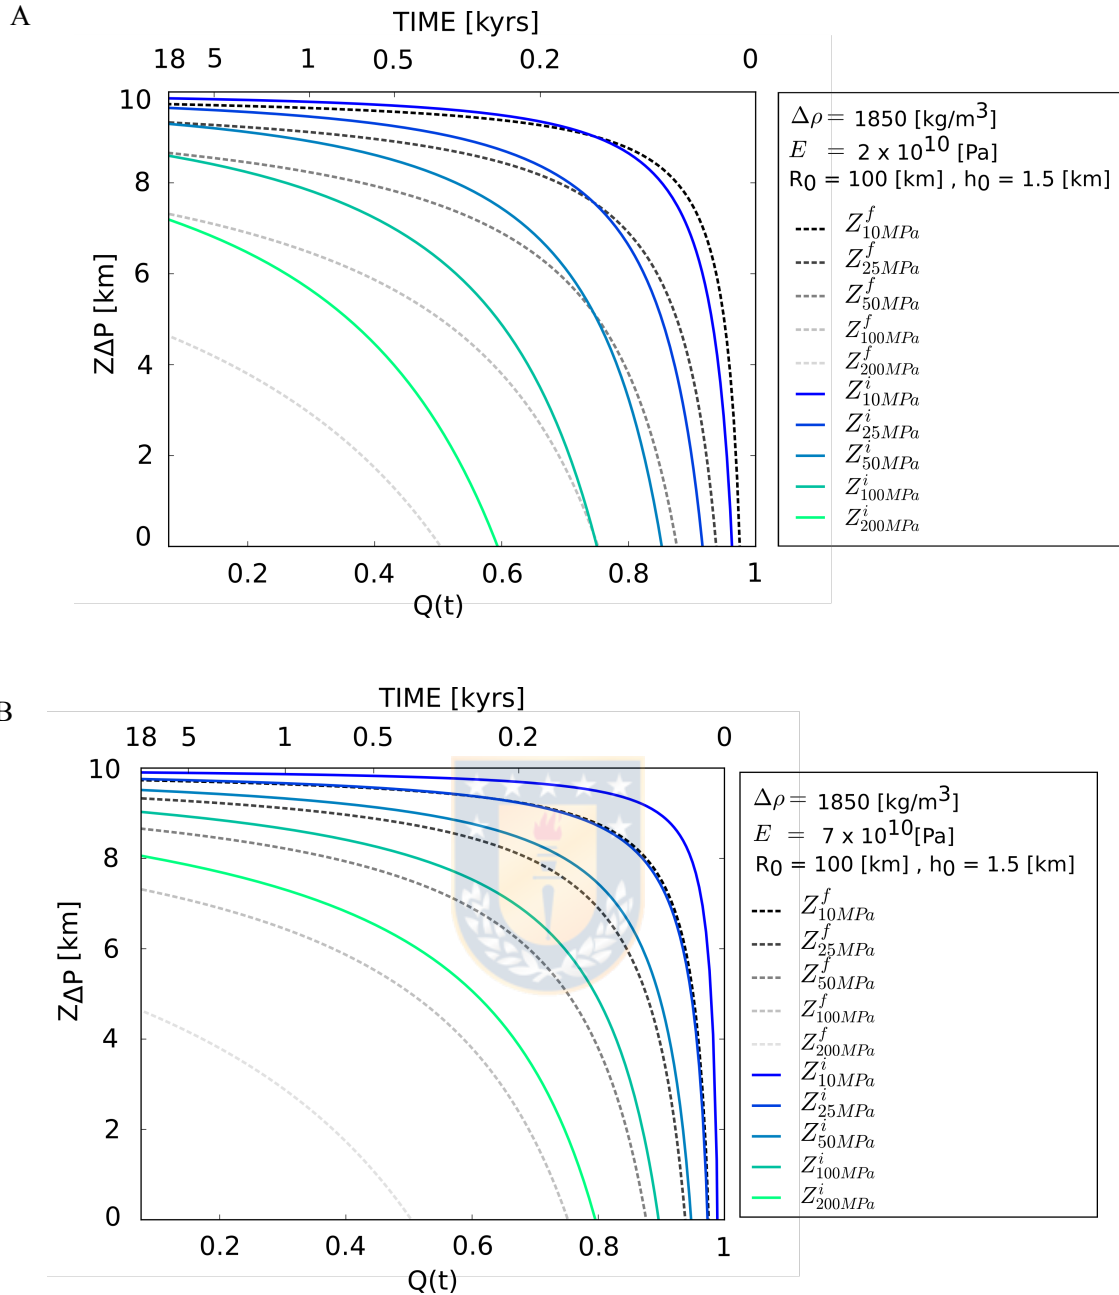 A
TIME [kyrs]
18 5 1 0.5 0.2 0
10
8
6
4
2
0
ZΔP [km]
0.2 0.4 0.6 0.8 1
Q(t)
Δρ = 1850 [kg/m³]
E = 2 x 10¹⁰ [Pa]
R₀ = 100 [km] , h₀ = 1.5 [km]
Z^f_10MPa
Z^f_25MPa
Z^f_50MPa
Z^f_100MPa
Z^f_200MPa
Z^i_10MPa
Z^i_25MPa
Z^i_50MPa
Z^i_100MPa
Z^i_200MPa
B
TIME [kyrs]
18 5 1 0.5 0.2 0
10
8
6
4
2
0
ZΔP [km]
0.2 0.4 0.6 0.8 1
Q(t)
Δρ = 1850 [kg/m³]
E = 7 x 10¹⁰[Pa]
R₀ = 100 [km] , h₀ = 1.5 [km]
Z^f_10MPa
Z^f_25MPa
Z^f_50MPa
Z^f_100MPa
Z^f_200MPa
Z^i_10MPa
Z^i_25MPa
Z^i_50MPa
Z^i_100MPa
Z^i_200MPa